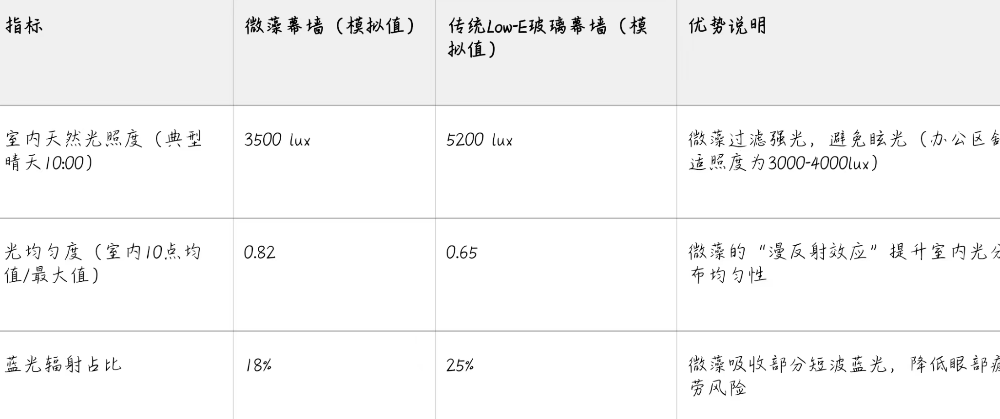 指标
微藻幕墙（模拟值）
传统Low-E玻璃幕墙（模
拟值）
优势说明
室内天然光照度（典型
晴天10:00）
3500 lux
5200 lux
微藻过滤强光，避免眩光（办公区舒
适照度为3000-4000lux）
光均匀度（室内10点均
值/最大值）
0.82
0.65
微藻的“漫反射效应”提升室内光分
布均匀性
蓝光辐射占比
18%
25%
微藻吸收部分短波蓝光，降低眼部疲
劳风险